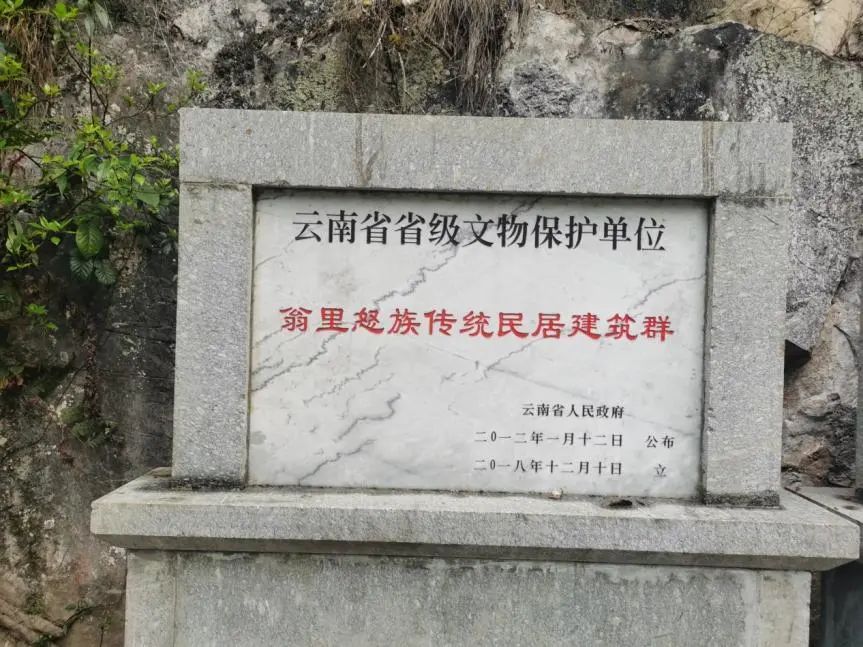 云南省省级文物保护单位
翁里怒族传统民居建筑群
云南省人民政府
二0一二年一月十二日 公布
二0一八年十二月十日 立